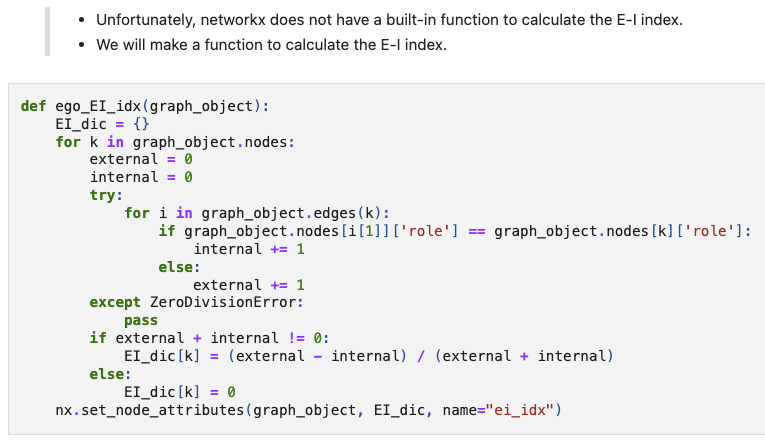 • Unfortunately, networkx does not have a built-in function to calculate the E-I index.
• We will make a function to calculate the E-I index.
def ego_EI_idx(graph_object):
    EI_dic = {}
    for k in graph_object.nodes:
        external = 0
        internal = 0
        try:
            for i in graph_object.edges(k):
                if graph_object.nodes[i[1]]['role'] == graph_object.nodes[k]['role']:
                    internal += 1
                else:
                    external += 1
        except ZeroDivisionError:
            pass
        if external + internal != 0:
            EI_dic[k] = (external - internal) / (external + internal)
        else:
            EI_dic[k] = 0
    nx.set_node_attributes(graph_object, EI_dic, name="ei_idx")